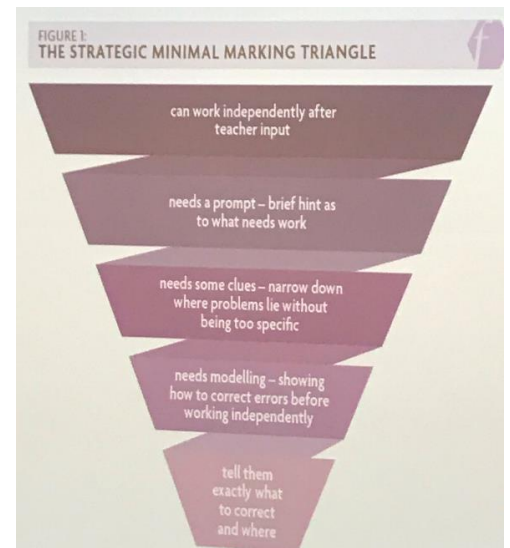 FIGURE 1:
THE STRATEGIC MINIMAL MARKING TRIANGLE
can work independently after
teacher input
needs a prompt – brief hint as
to what needs work
needs some clues – narrow down
where problems lie without
being too specific
needs modelling – showing
how to correct errors before
working independently
tell them
exactly what
to correct
and where